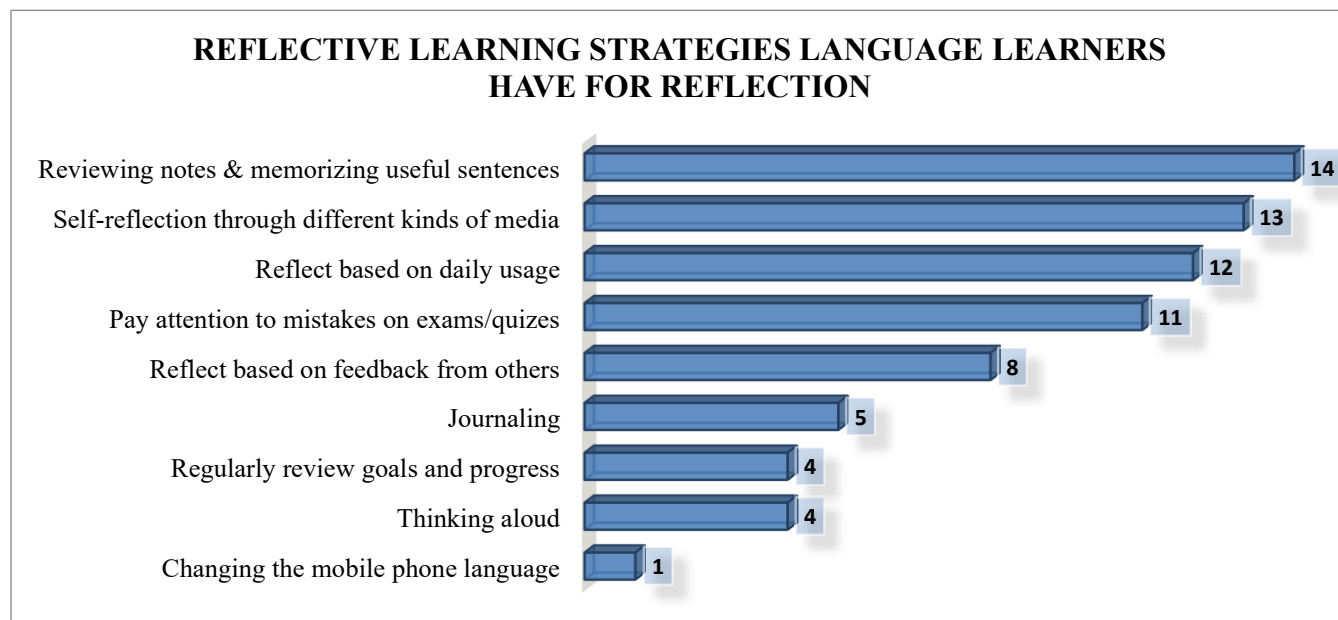 REFLECTIVE LEARNING STRATEGIES LANGUAGE LEARNERS
HAVE FOR REFLECTION
Reviewing notes & memorizing useful sentences 14
Self-reflection through different kinds of media 13
Reflect based on daily usage 12
Pay attention to mistakes on exams/quizes 11
Reflect based on feedback from others 8
Journaling 5
Regularly review goals and progress 4
Thinking aloud 4
Changing the mobile phone language 1